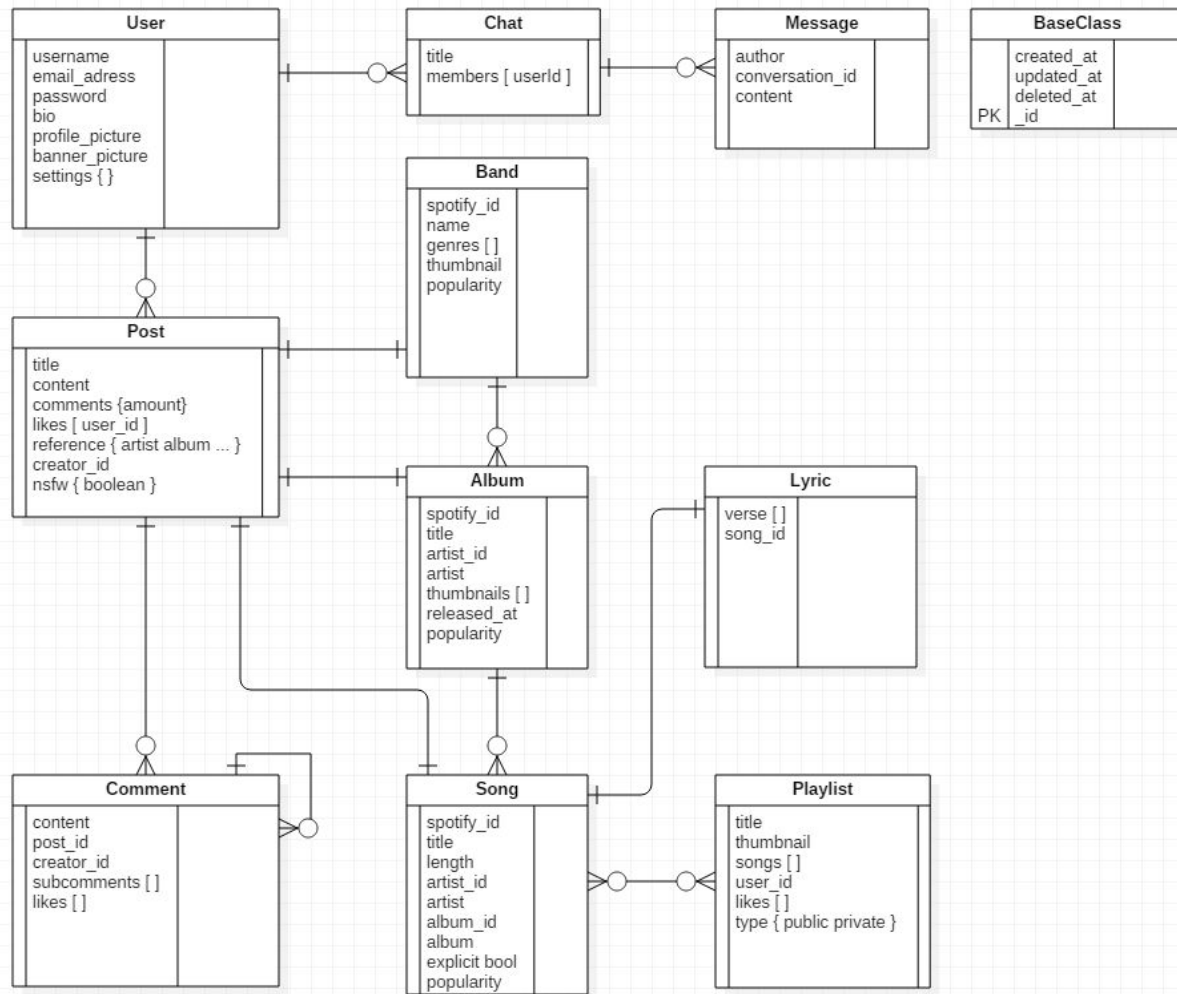 User
username
email_adress
password
bio
profile_picture
banner_picture
settings { }
Chat
title
members [ userId ]
Message
author
conversation_id
content
BaseClass
created_at
updated_at
deleted_at
PK _id
Band
spotify_id
name
genres [ ]
thumbnail
popularity
Post
title
content
comments {amount}
likes [ user_id ]
reference { artist album ... }
creator_id
nsfw { boolean }
Album
spotify_id
title
artist_id
artist
thumbnails [ ]
released_at
popularity
Lyric
verse [ ]
song_id
Comment
content
post_id
creator_id
subcomments [ ]
likes [ ]
Song
spotify_id
title
length
artist_id
artist
album_id
album
explicit bool
popularity
Playlist
title
thumbnail
songs [ ]
user_id
likes [ ]
type { public private }